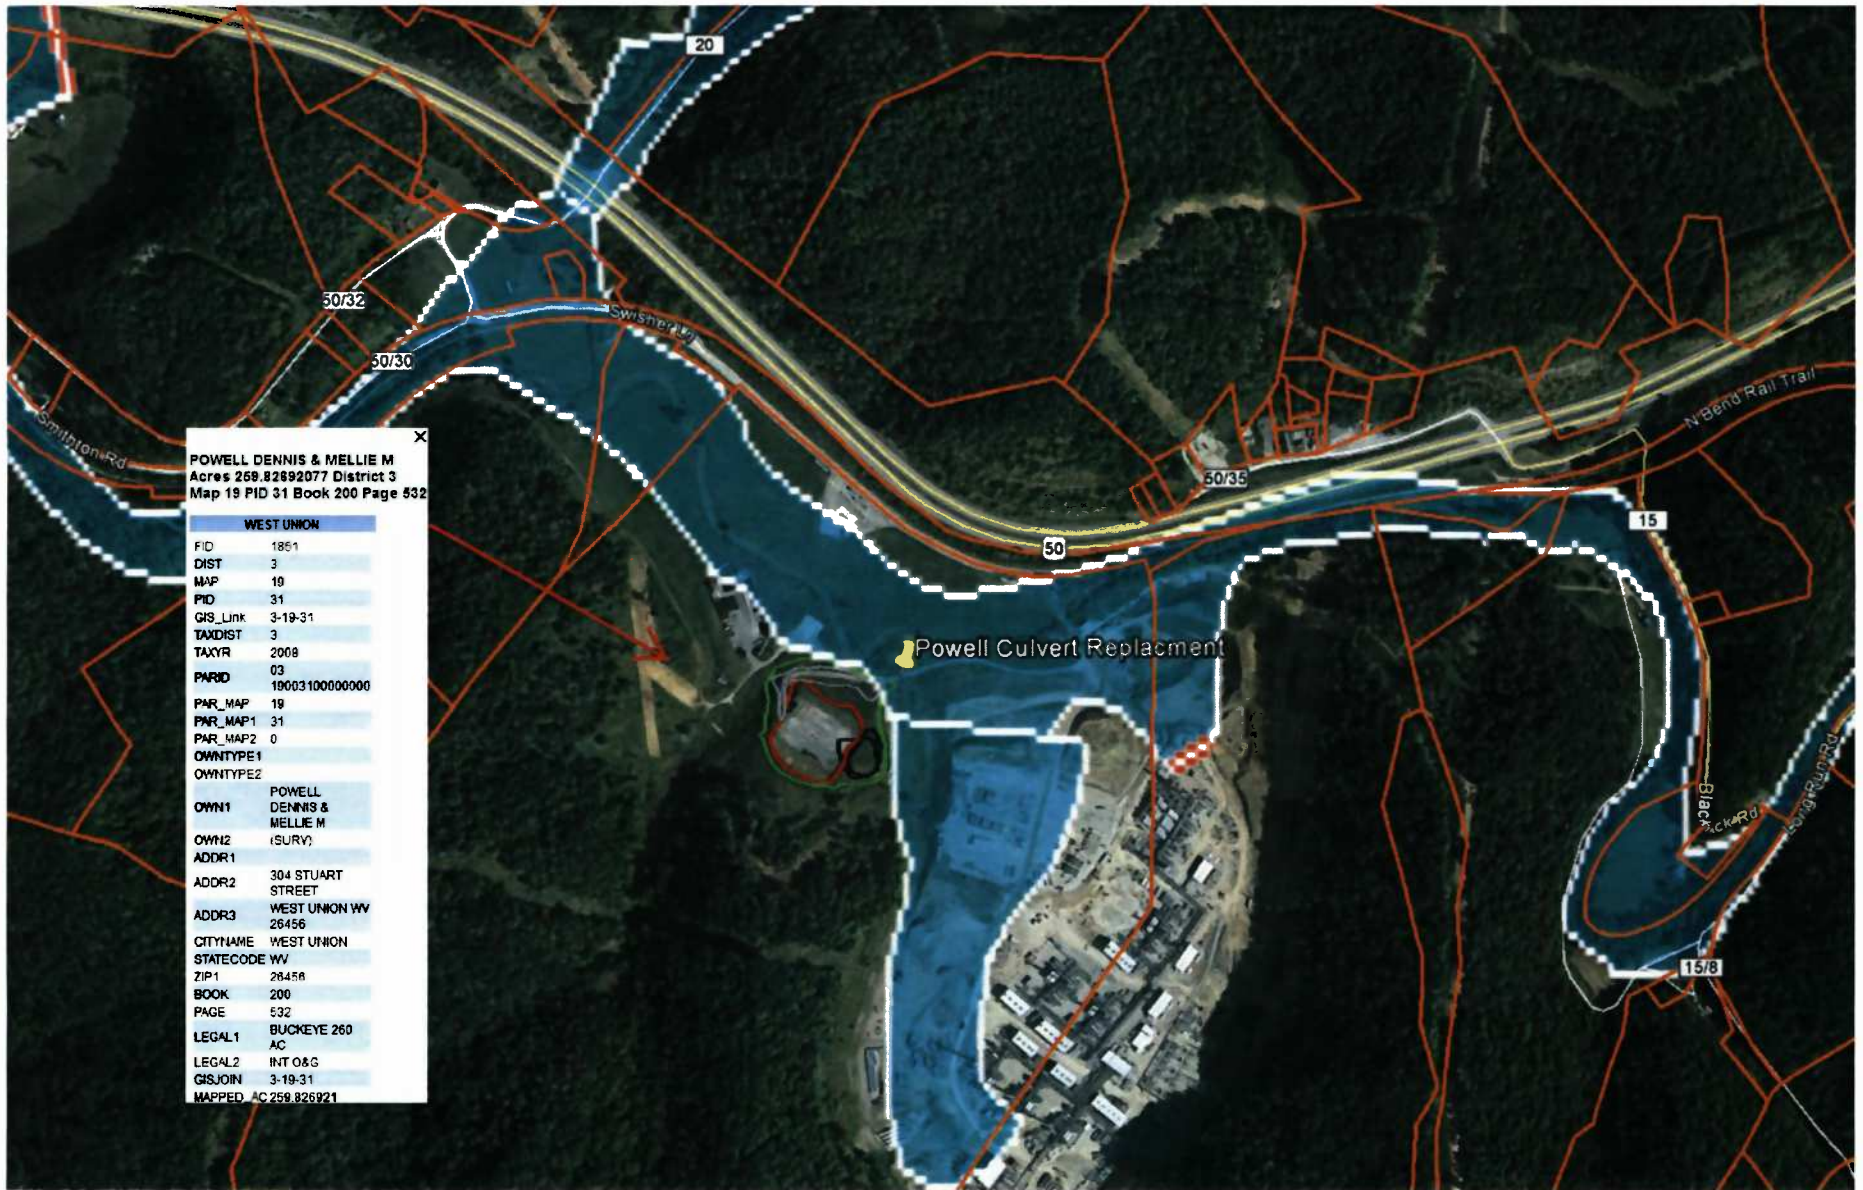 20
50/32
50/30
Swisher Ln
Smithton Rd
N Bend Rail Trail
50/35
50
15
Powell Culvert Replacment
Black
ck Rd
Long Run Rd
15/8
X
POWELL DENNIS & MELLIE M
Acres 259.82692077 District 3
Map 19 PID 31 Book 200 Page 532
WEST UNION
FID 1861
DIST 3
MAP 19
PID 31
GIS_Link 3-19-31
TAXDIST 3
TAXYR 2008
PARID 03
19003100000000
PAR_MAP 19
PAR_MAP1 31
PAR_MAP2 0
OWNTYPE1
OWNTYPE2
OWN1 POWELL
DENNIS &
MELLIE M
OWN2 (SURV)
ADDR1
ADDR2 304 STUART
STREET
ADDR3 WEST UNION WV
26456
CITYNAME WEST UNION
STATECODE WV
ZIP1 26456
BOOK 200
PAGE 532
LEGAL1 BUCKEYE 260
AC
LEGAL2 INT O&G
GISJOIN 3-19-31
MAPPED_AC 259.826921